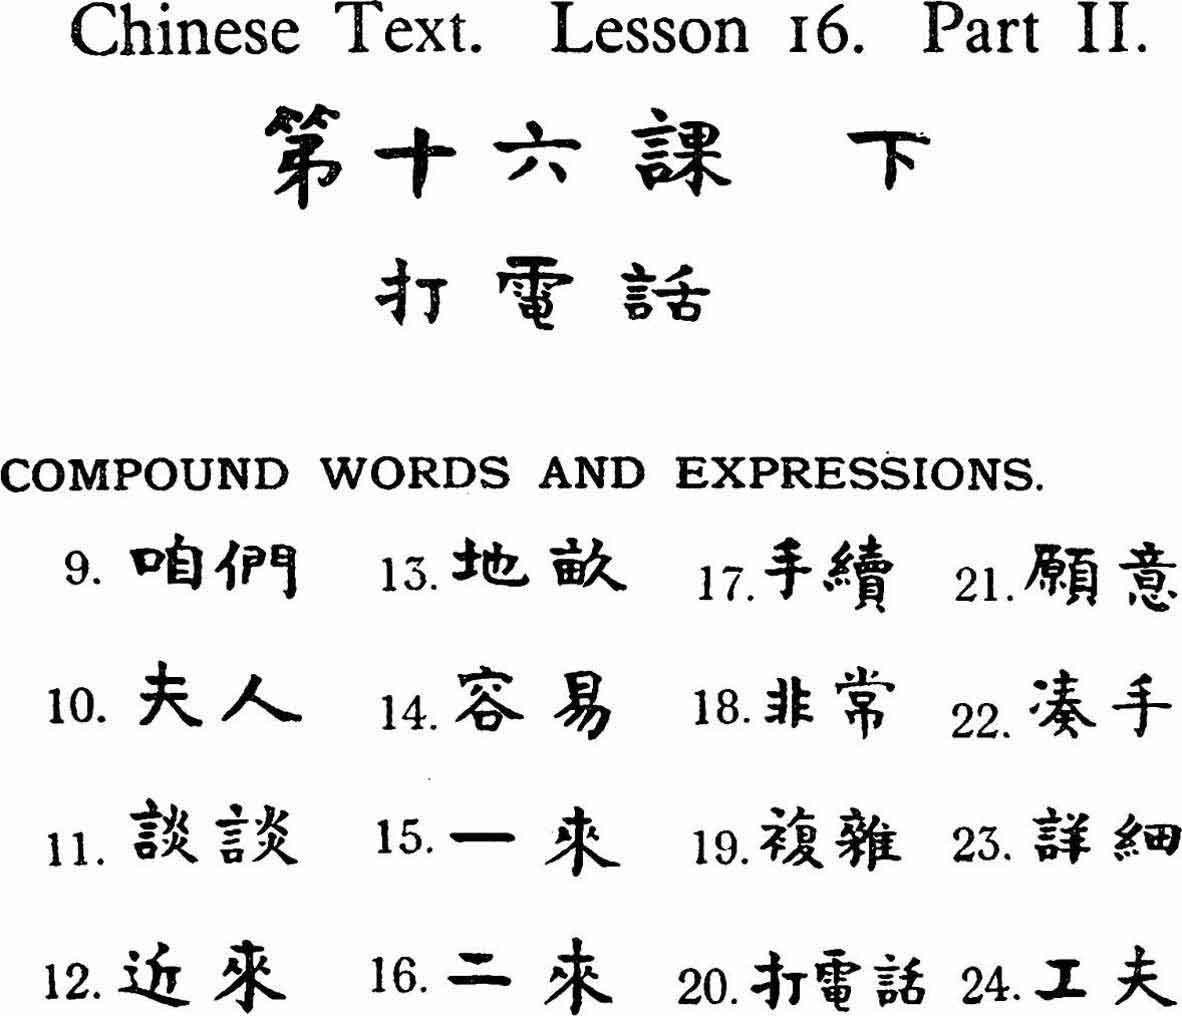 Chinese Text. Lesson 16. Part II.
第十六課 下
打電話
COMPOUND WORDS AND EXPRESSIONS.
9. 咱們 13. 地畝 17. 手續 21. 願意
10. 夫人 14. 容易 18. 非常 22. 凑手
11. 談談 15. 一來 19. 複雜 23. 詳細
12. 近來 16. 二來 20. 打電話 24. 工夫